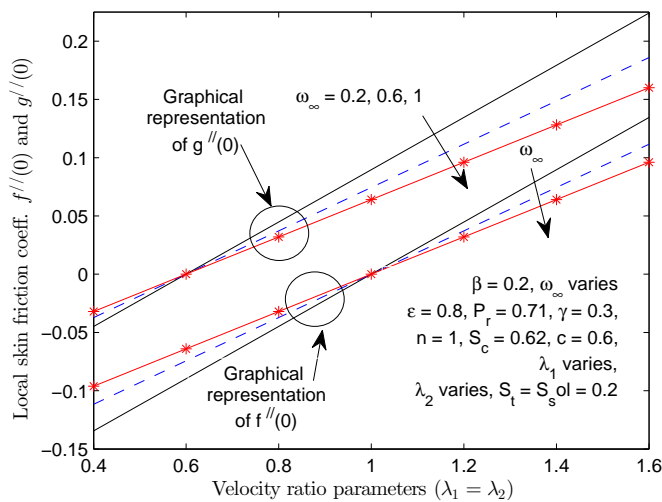 0.2
0.15
0.1
0.05
0
-0.05
-0.1
-0.15
Local skin friction coeff. f//(0) and g//(0)
Graphical
representation
of g//(0)
ω∞ = 0.2, 0.6, 1
ω∞
β = 0.2, ω∞ varies
ε = 0.8, Pr = 0.71, γ = 0.3,
n = 1, Sc = 0.62, c = 0.6,
λ1 varies,
λ2 varies, St = Ssol = 0.2
Graphical
representation
of f//(0)
0.4 0.6 0.8 1 1.2 1.4 1.6
Velocity ratio parameters (λ1 = λ2)